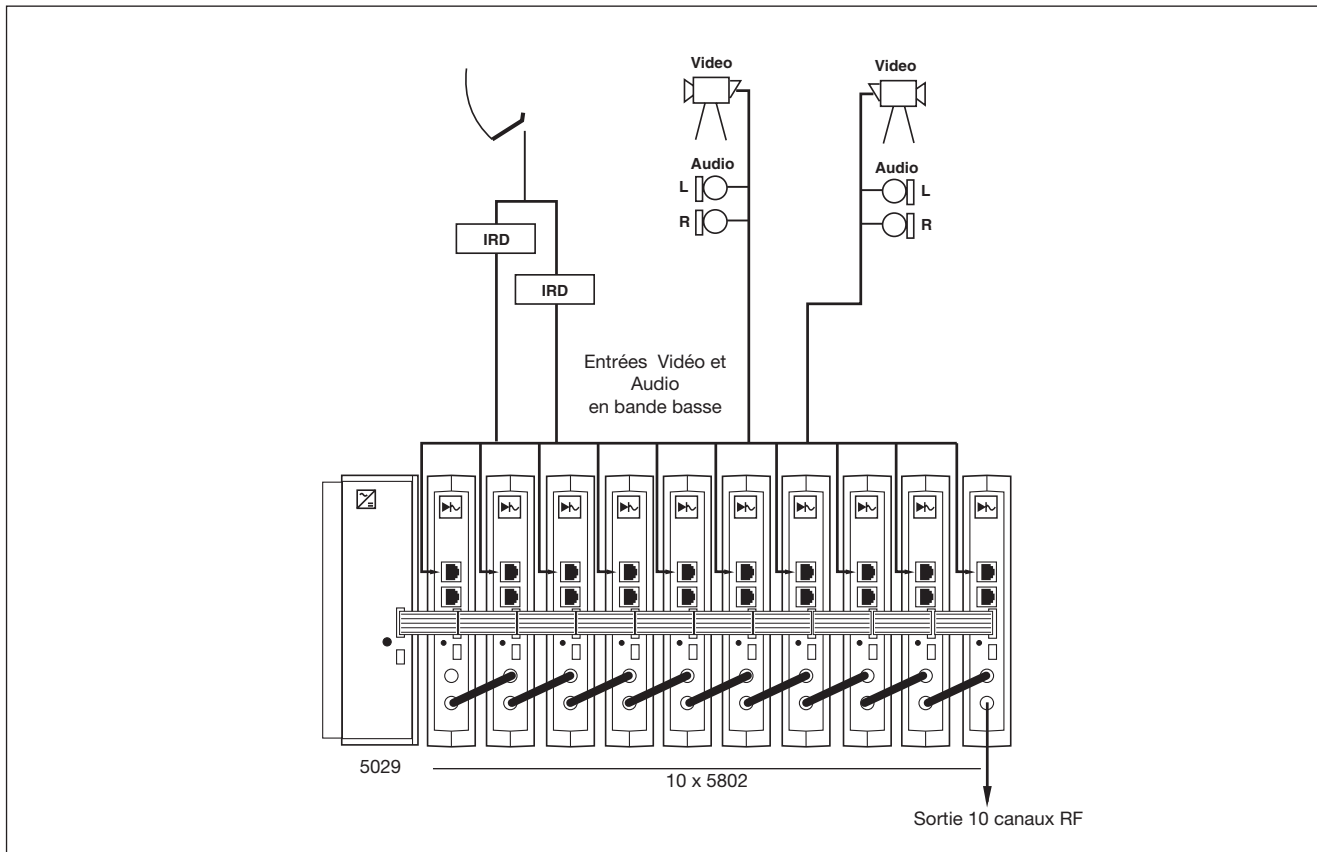 Video
Audio
L
R
Video
Audio
L
R
IRD
IRD
Entrées Vidéo et
Audio
en bande basse
5029
10 x 5802
Sortie 10 canaux RF